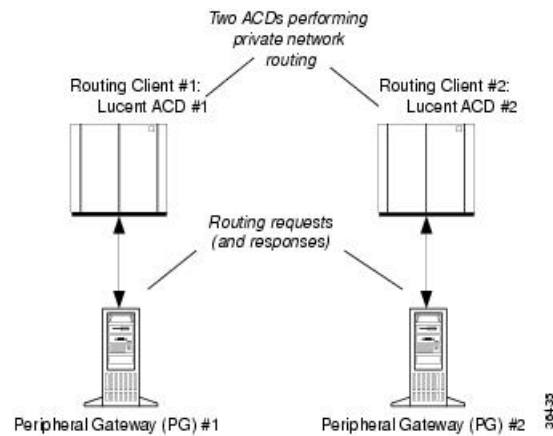 Two ACDs performing
private network
routing
Routing Client #1:
Lucent ACD #1
Routing Client #2:
Lucent ACD #2
Routing requests
(and responses)
Peripheral Gateway (PG) #1
Peripheral Gateway (PG) #2
36435